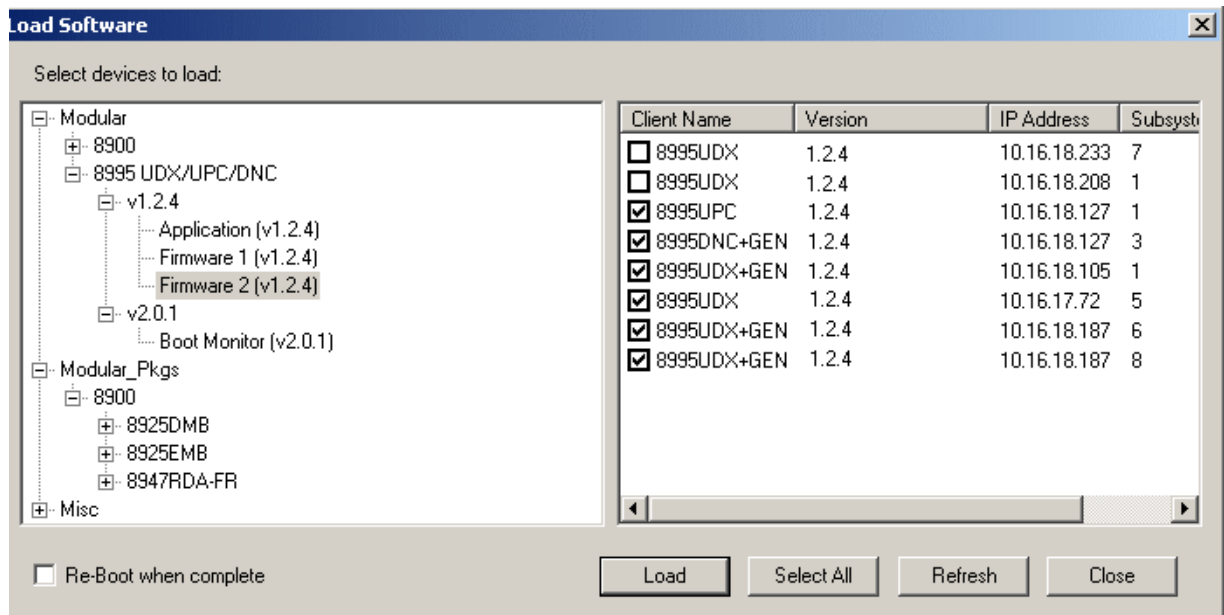 Load Software
Select devices to load:
Modular
8900
8995 UDX/UPC/DNC
v1.2.4
Application (v1.2.4)
Firmware 1 (v1.2.4)
Firmware 2 (v1.2.4)
v2.0.1
Boot Monitor (v2.0.1)
Modular_Pkgs
8900
8925DMB
8925EMB
8947RDA-FR
Misc
Client Name Version IP Address Subsyst
8995UDX 1.2.4 10.16.18.233 7
8995UDX 1.2.4 10.16.18.208 1
8995UPC 1.2.4 10.16.18.127 1
8995DNC+GEN 1.2.4 10.16.18.127 3
8995UDX+GEN 1.2.4 10.16.18.105 1
8995UDX 1.2.4 10.16.17.72 5
8995UDX+GEN 1.2.4 10.16.18.187 6
8995UDX+GEN 1.2.4 10.16.18.187 8
Re-Boot when complete Load Select All Refresh Close